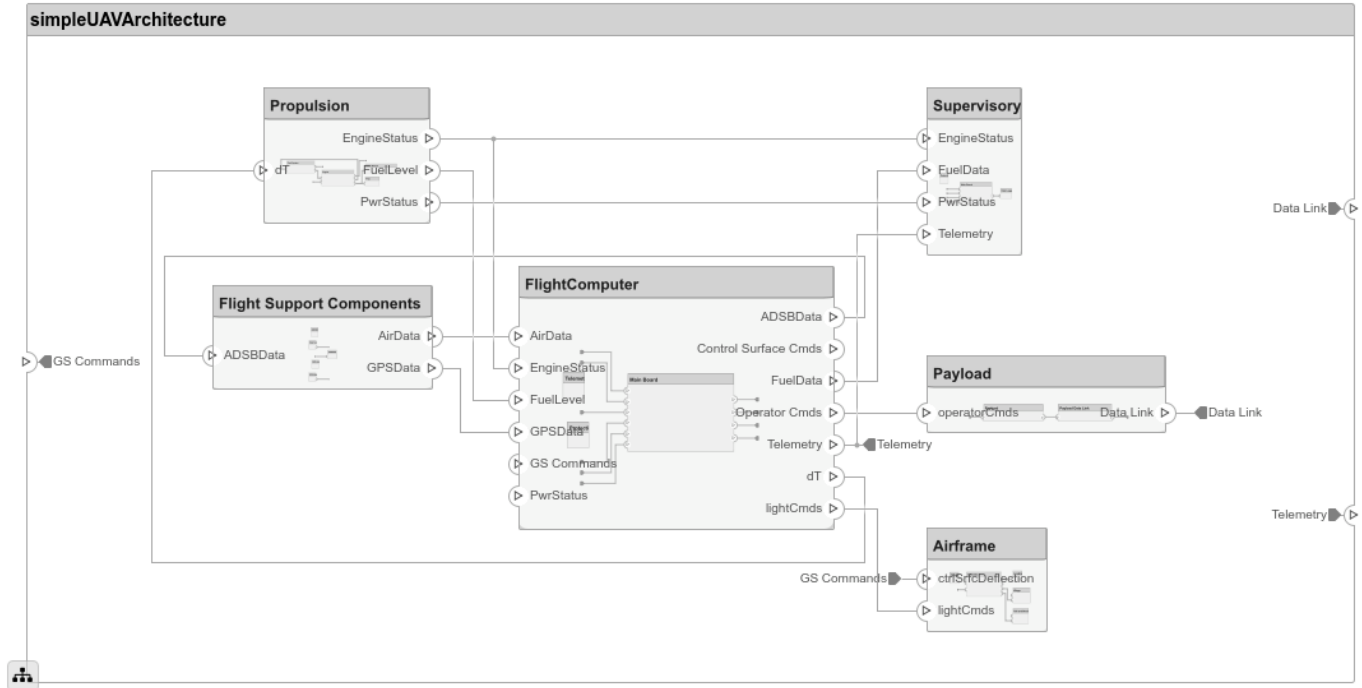 simpleUAVArchitecture
Propulsion
EngineStatus
dT
FuelLevel
PwrStatus
Supervisory
EngineStatus
FuelData
PwrStatus
Telemetry
Data Link
Flight Support Components
ADSBData
AirData
GPSData
GS Commands
FlightComputer
AirData
EngineStatus
FuelLevel
GPSData
GS Commands
PwrStatus
Main Board
ADSBData
Control Surface Cmds
FuelData
Operator Cmds
Telemetry
dT
lightCmds
Telemetry
Payload
operatorCmds
Data Link
Data Link
Telemetry
Airframe
GS Commands
ctrlSrfcDeflection
lightCmds